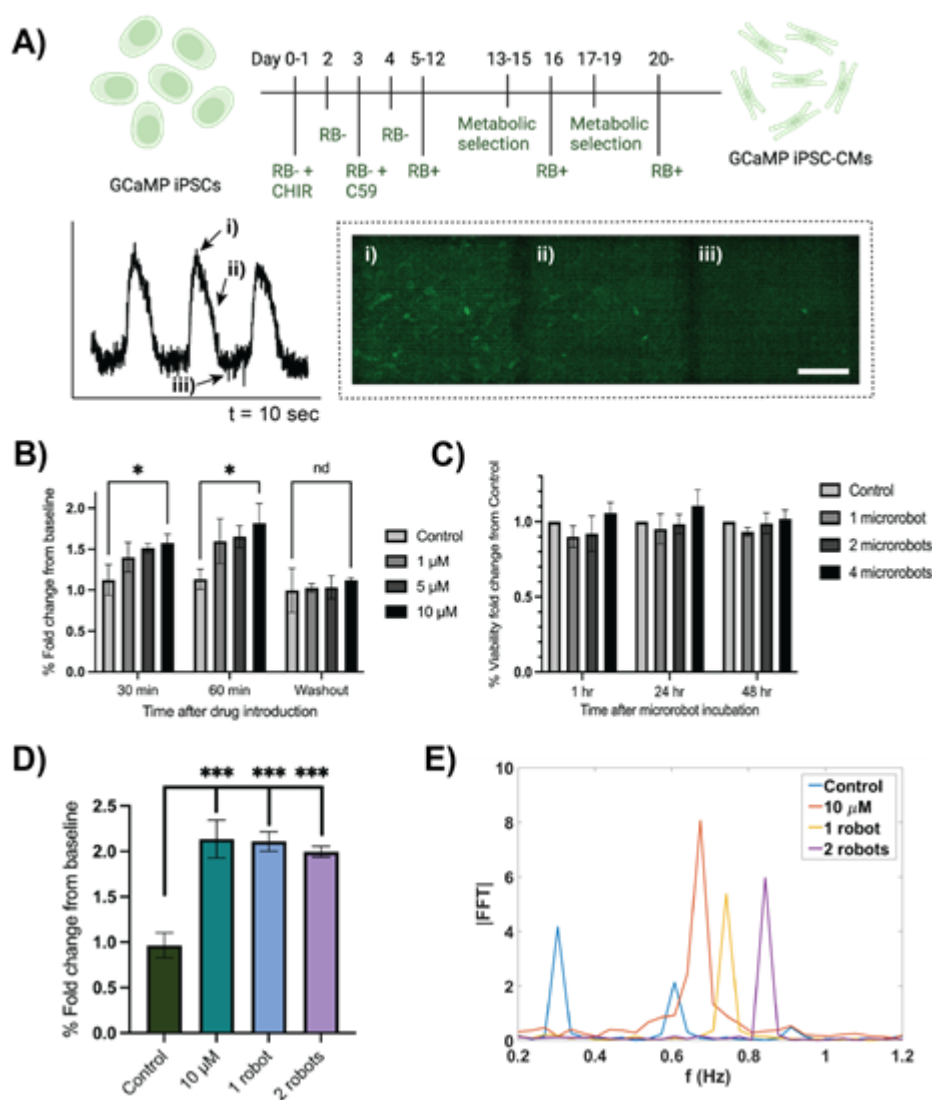 A)
Day 0-1 2 3 4 5-12 13-15 16 17-19 20-
RB- RB- Metabolic selection Metabolic selection
RB- + CHIR RB- + C59 RB+ RB+ RB+
GCaMP iPSCs
GCaMP iPSC-CMs
i)
ii)
iii)
t = 10 sec
i) ii) iii)
B)
% Fold change from baseline
2.0
1.5
1.0
0.5
0.0
* * nd
30 min 60 min Washout
Time after drug introduction
Control
1 µM
5 µM
10 µM
C)
% Viability fold change from Control
1.0
0.5
0.0
1 hr 24 hr 48 hr
Time after microrobot incubation
Control
1 microrobot
2 microrobots
4 microrobots
D)
% Fold change from baseline
2.5
2.0
1.5
1.0
0.5
0.0
*** *** ***
Control 10 µM 1 robot 2 robots
E)
|FFT|
10
8
6
4
2
0
0.2 0.4 0.6 0.8 1 1.2
f (Hz)
Control
10 µM
1 robot
2 robots